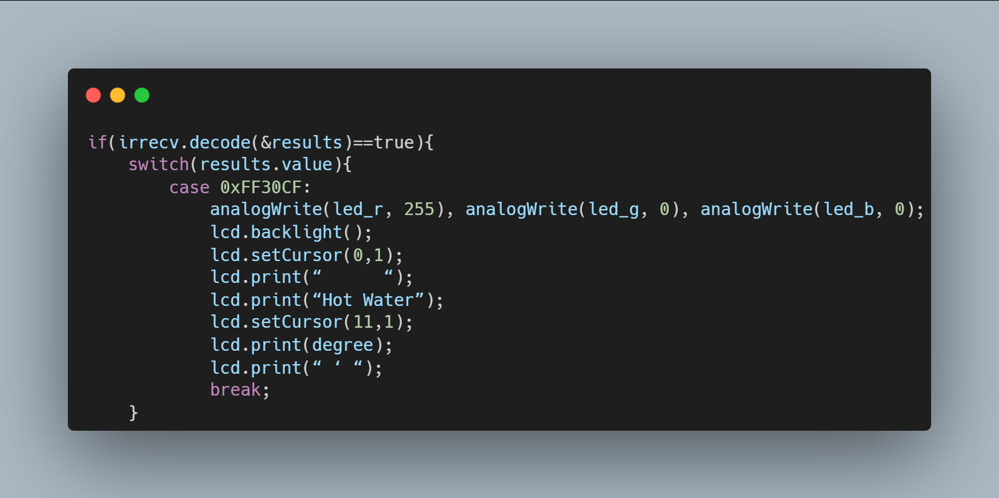 if(irrecv.decode(&results)==true){
    switch(results.value){
        case 0xFF30CF:
            analogWrite(led_r, 255), analogWrite(led_g, 0), analogWrite(led_b, 0);
            lcd.backlight();
            lcd.setCursor(0,1);
            lcd.print(“      “);
            lcd.print(“Hot Water”);
            lcd.setCursor(11,1);
            lcd.print(degree);
            lcd.print(“ ‘ “);
            break;
    }